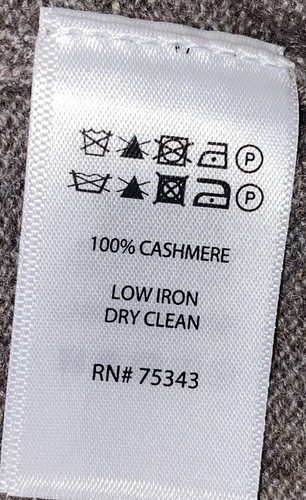 P
P
100% CASHMERE
LOW IRON
DRY CLEAN
RN# 75343